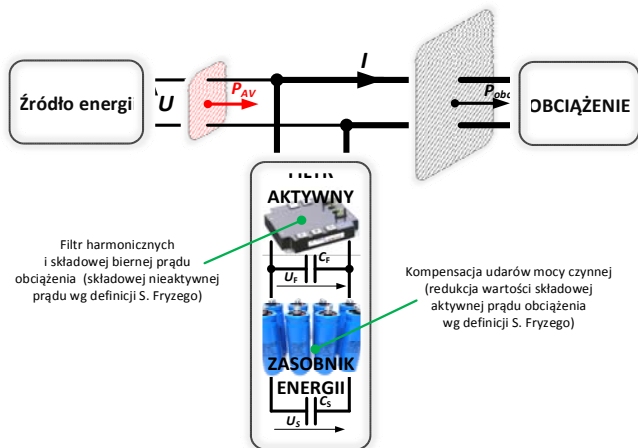 Źródło energi
U
P_AV
I
P_obc
OBCIĄŻENIE
FILTR
AKTYWNY
Filtr harmonicznych
i składowej biernej prądu
obciążenia (składowej nieaktywnej
prądu wg definicji S. Fryzego)
C_F
U_F
Kompensacja udarów mocy czynnej
(redukcja wartości składowej
aktywnej prądu obciążenia
wg definicji S. Fryzego)
ZASOBNIK
ENERGII
C_S
U_S